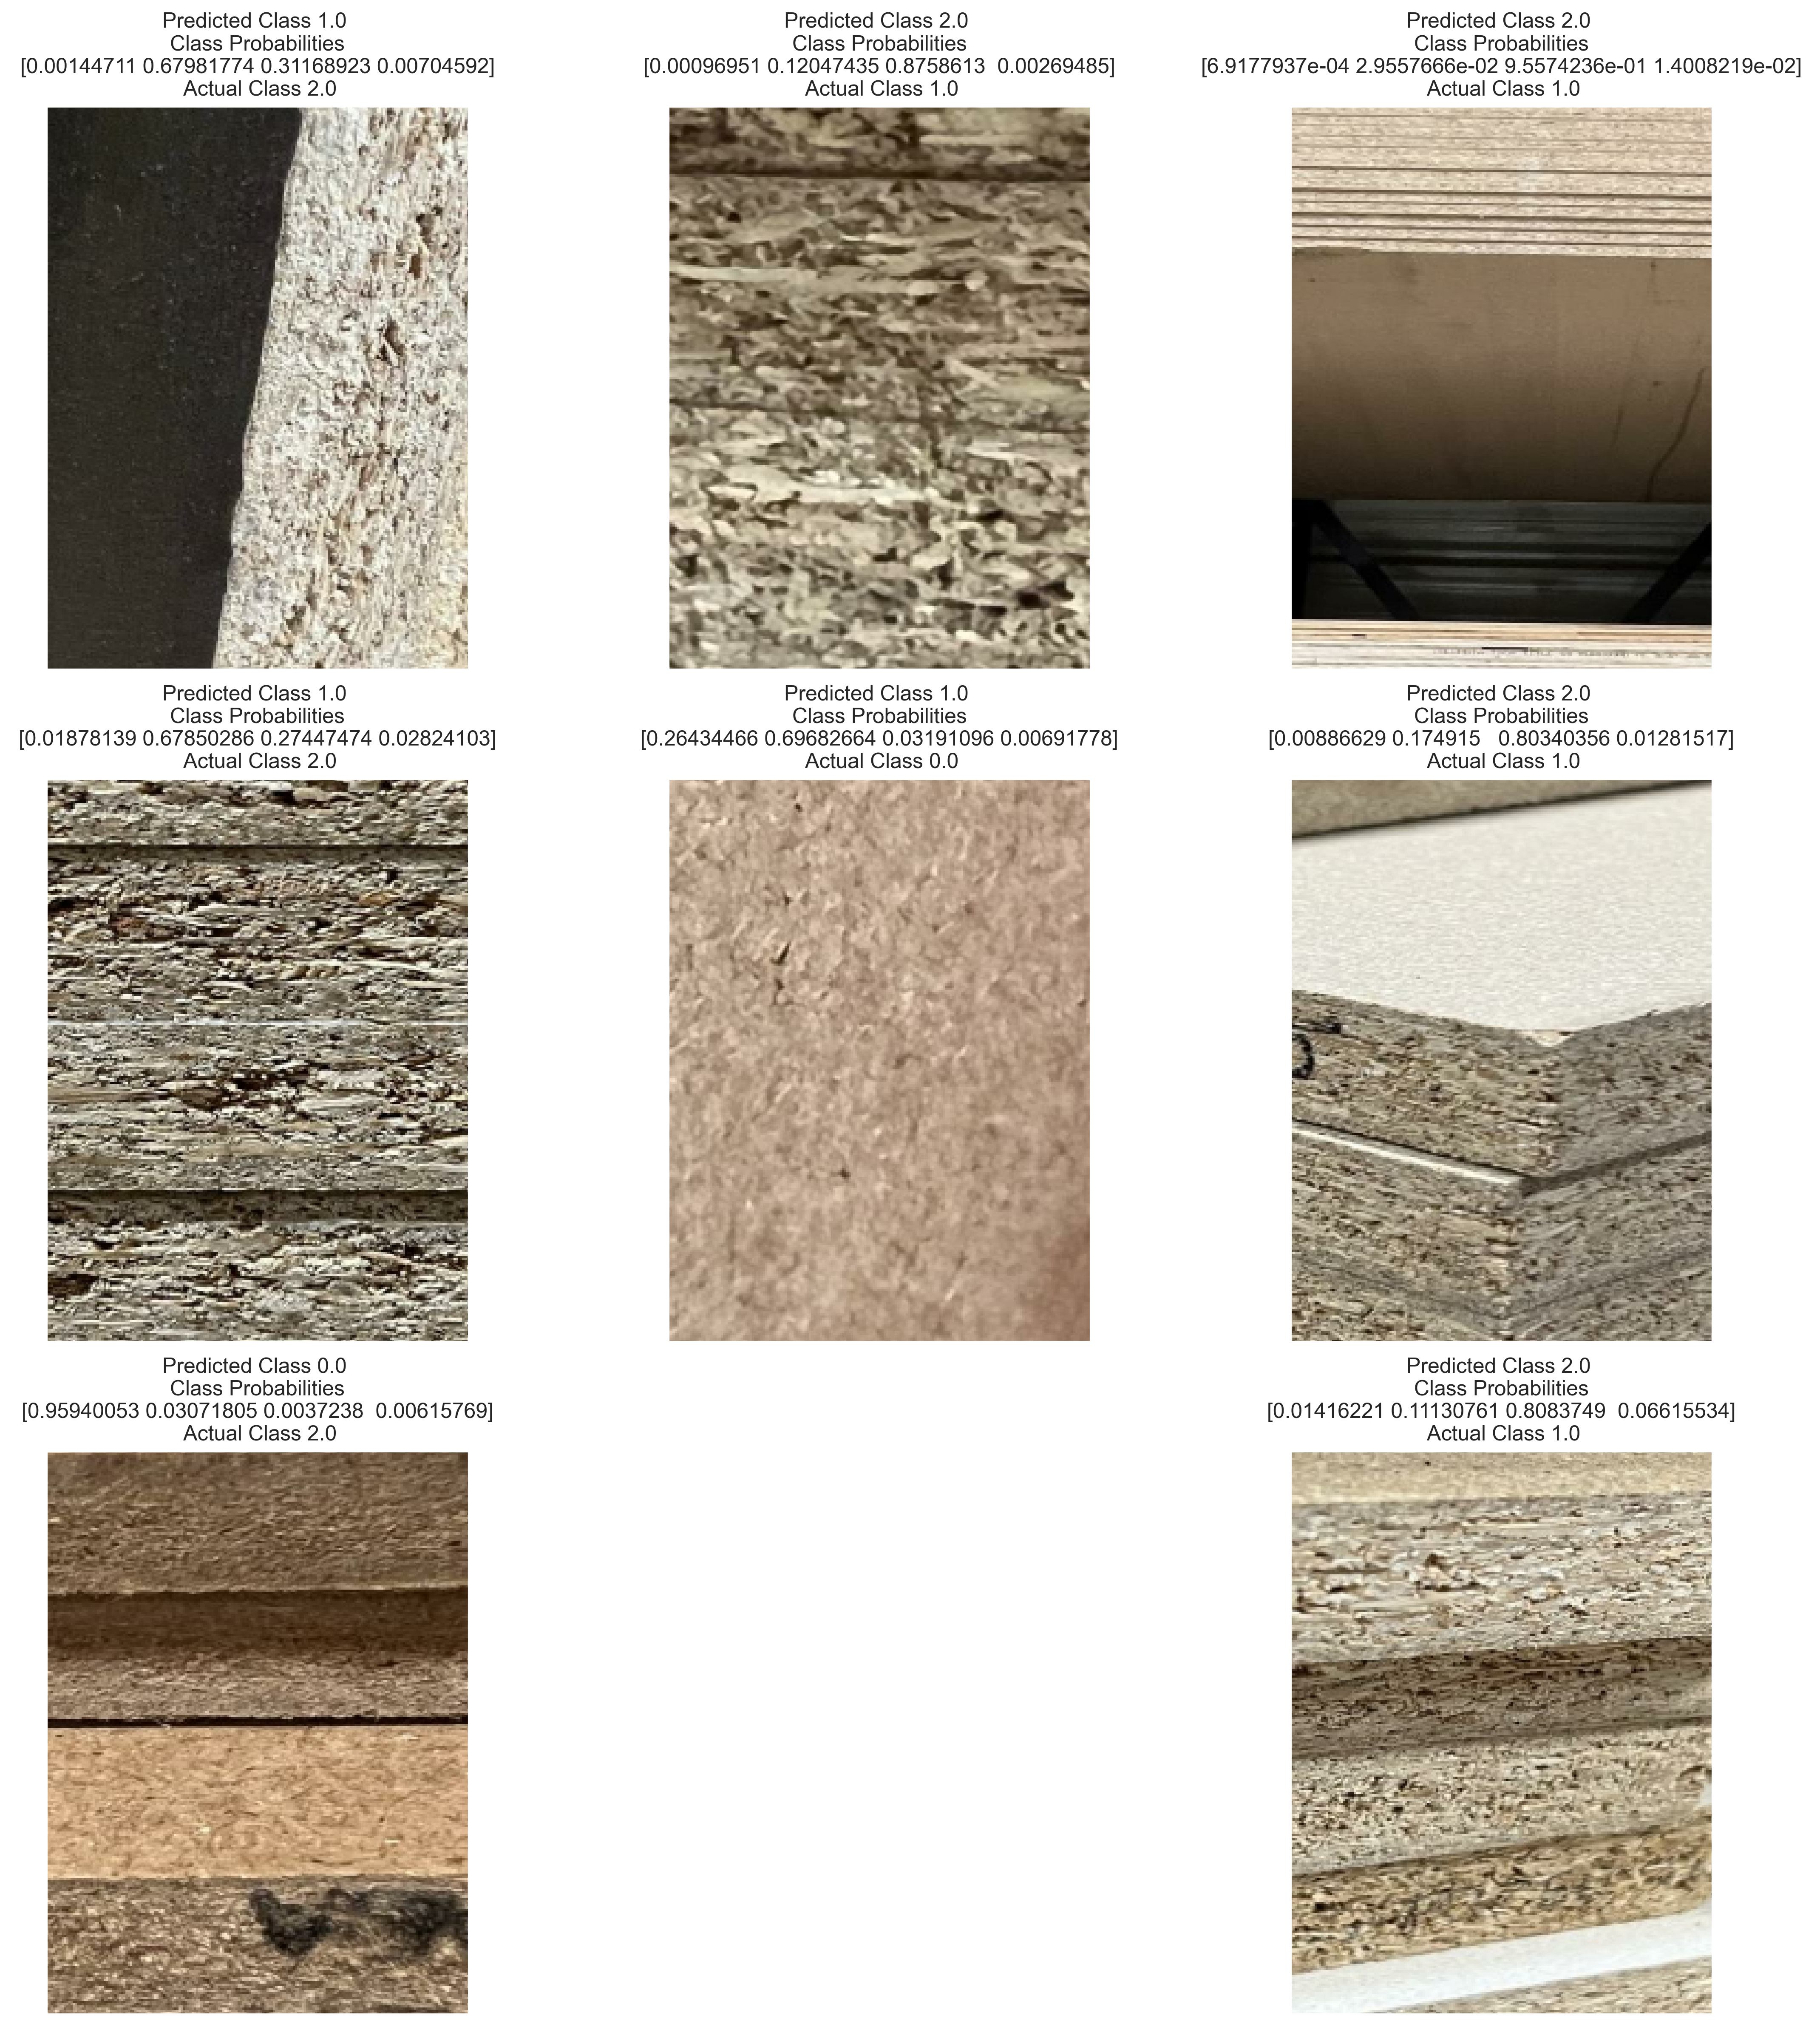 Predicted Class 1.0
Class Probabilities
[0.00144711 0.67981774 0.31168923 0.00704592]
Actual Class 2.0
Predicted Class 2.0
Class Probabilities
[0.00096951 0.12047435 0.8758613  0.00269485]
Actual Class 1.0
Predicted Class 2.0
Class Probabilities
[6.9177937e-04 2.9557666e-02 9.5574236e-01 1.4008219e-02]
Actual Class 1.0
Predicted Class 1.0
Class Probabilities
[0.01878139 0.67850286 0.27447474 0.02824103]
Actual Class 2.0
Predicted Class 1.0
Class Probabilities
[0.26434466 0.69682664 0.03191096 0.00691778]
Actual Class 0.0
Predicted Class 2.0
Class Probabilities
[0.00886629 0.174915   0.80340356 0.01281517]
Actual Class 1.0
Predicted Class 0.0
Class Probabilities
[0.95940053 0.03071805 0.0037238  0.00615769]
Actual Class 2.0
Predicted Class 2.0
Class Probabilities
[0.01416221 0.11130761 0.8083749  0.06615534]
Actual Class 1.0